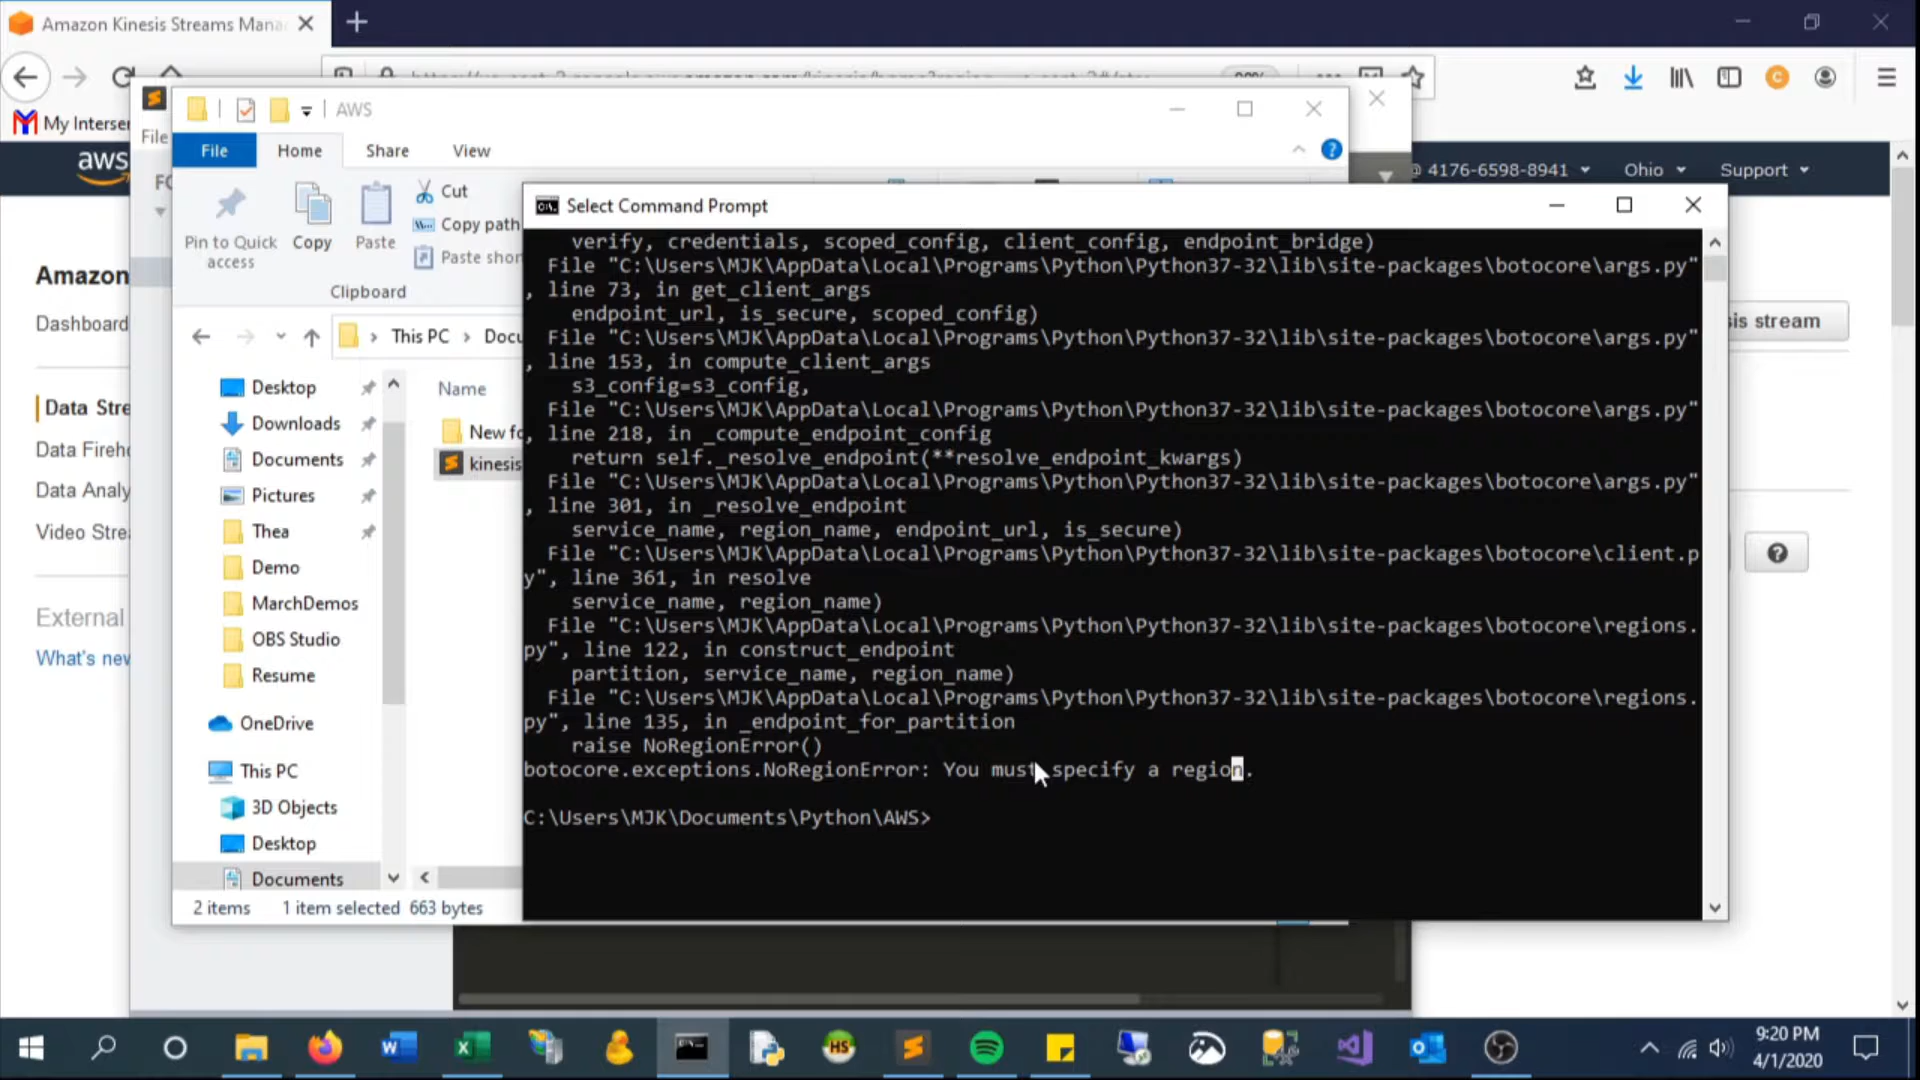 Amazon Kinesis Streams Mana
My Interser
aws
4176-6598-8941
Ohio
Support
File
AWS
File
Home
Share
View
Pin to Quick
access
Copy
Paste
Cut
Copy path
Paste shor
Clipboard
This PC
Docu
Name
New fo
kinesis
Desktop
Downloads
Documents
Pictures
Thea
Demo
MarchDemos
OBS Studio
Resume
OneDrive
This PC
3D Objects
Desktop
Documents
2 items
1 item selected
663 bytes
Amazon
Dashboard
Data Stre
Data Fireho
Data Analy
Video Strea
External
What's new
is stream
Select Command Prompt
verify, credentials, scoped_config, client_config, endpoint_bridge)
File "C:\Users\MJK\AppData\Local\Programs\Python\Python37-32\lib\site-packages\botocore\args.py"
, line 73, in get_client_args
endpoint_url, is_secure, scoped_config)
File "C:\Users\MJK\AppData\Local\Programs\Python\Python37-32\lib\site-packages\botocore\args.py"
, line 153, in compute_client_args
s3_config=s3_config,
File "C:\Users\MJK\AppData\Local\Programs\Python\Python37-32\lib\site-packages\botocore\args.py"
, line 218, in _compute_endpoint_config
return self._resolve_endpoint(**resolve_endpoint_kwargs)
File "C:\Users\MJK\AppData\Local\Programs\Python\Python37-32\lib\site-packages\botocore\args.py"
, line 301, in _resolve_endpoint
service_name, region_name, endpoint_url, is_secure)
File "C:\Users\MJK\AppData\Local\Programs\Python\Python37-32\lib\site-packages\botocore\client.p
y", line 361, in resolve
service_name, region_name)
File "C:\Users\MJK\AppData\Local\Programs\Python\Python37-32\lib\site-packages\botocore\regions.
py", line 122, in construct_endpoint
partition, service_name, region_name)
File "C:\Users\MJK\AppData\Local\Programs\Python\Python37-32\lib\site-packages\botocore\regions.
py", line 135, in _endpoint_for_partition
raise NoRegionError()
botocore.exceptions.NoRegionError: You must specify a region.
C:\Users\MJK\Documents\Python\AWS>
9:20 PM
4/1/2020